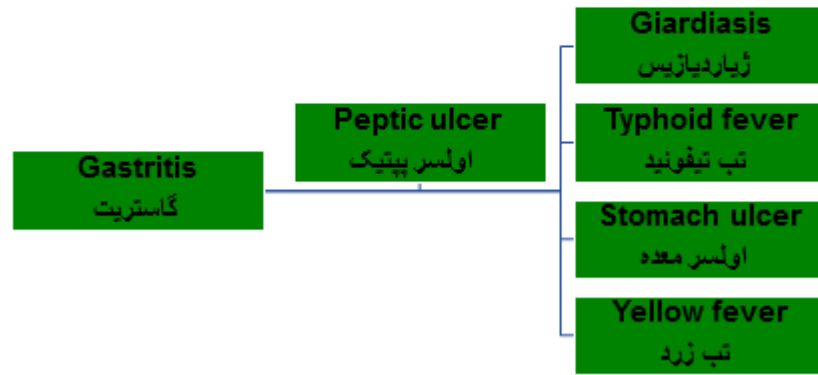 Gastritis
گاستریت
Peptic ulcer
اولسر پپتیک
Giardiasis
ژیاردیازیس
Typhoid fever
تب تیفوئید
Stomach ulcer
اولسر معده
Yellow fever
تب زرد